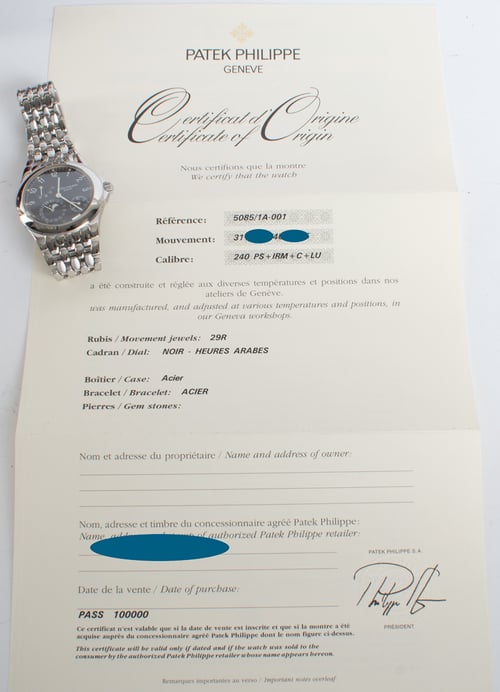 PATEK PHILIPPE
GENEVE
Certificat d'Origine
Certificate of Origin
Nous certifions que la montre
We certify that the watch
Référence: 5085/1A-001
Mouvement: 31
Calibre: 240 PS+IRM+C+LU
a été construite et réglée aux diverses températures et positions dans nos
ateliers de Genève.
was manufactured, and adjusted at various temperatures and positions, in
our Geneva workshops.
Rubis / Movement jewels: 29R
Cadran / Dial: NOIR - HEURES ARABES
Boîtier / Case: Acier
Bracelet / Bracelet: ACIER
Pierres / Gem stones:
Nom et adresse du propriétaire / Name and address of owner:
Nom, adresse et timbre du concessionnaire agréé Patek Philippe:
Name, of authorized Patek Philippe retailer:
PATEK PHILIPPE S.A.
Date de la vente / Date of purchase:
PASS 100000
PRESIDENT
Ce certificat n'est valable que si la date de vente est inscrite et que si la montre a été
acquise auprès du concessionnaire agréé Patek Philippe dont le nom figure ci-dessus.
This certificate will be valid only if dated and if the watch was sold to the
consumer by the authorized Patek Philippe retailer whose name appears hereon.
Remarques importantes au verso / Important notes overleaf